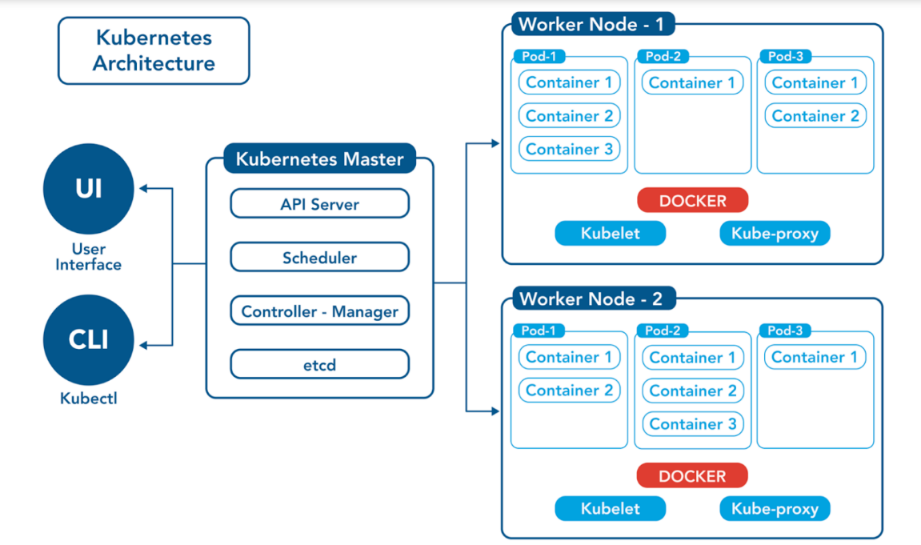 Kubernetes
Architecture
UI
User
Interface
CLI
Kubectl
Kubernetes Master
API Server
Scheduler
Controller - Manager
etcd
Worker Node - 1
Pod-1
Container 1
Container 2
Container 3
Pod-2
Container 1
Pod-3
Container 1
Container 2
DOCKER
Kubelet
Kube-proxy
Worker Node - 2
Pod-1
Container 1
Container 2
Pod-2
Container 1
Container 2
Container 3
Pod-3
Container 1
DOCKER
Kubelet
Kube-proxy